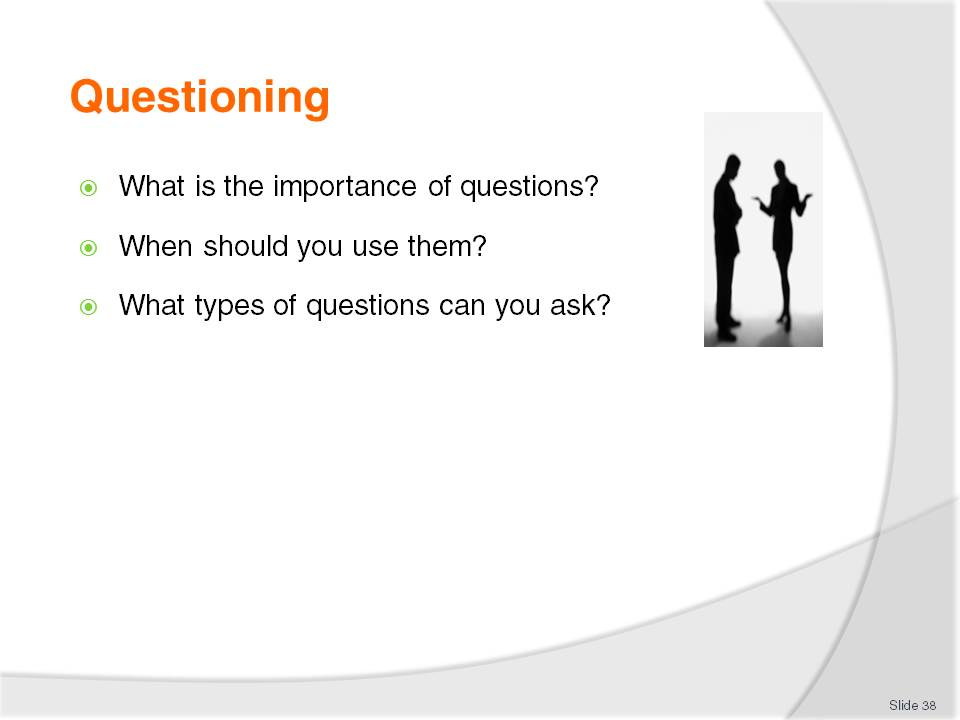 Questioning
What is the importance of questions?
When should you use them?
What types of questions can you ask?
Slide 38